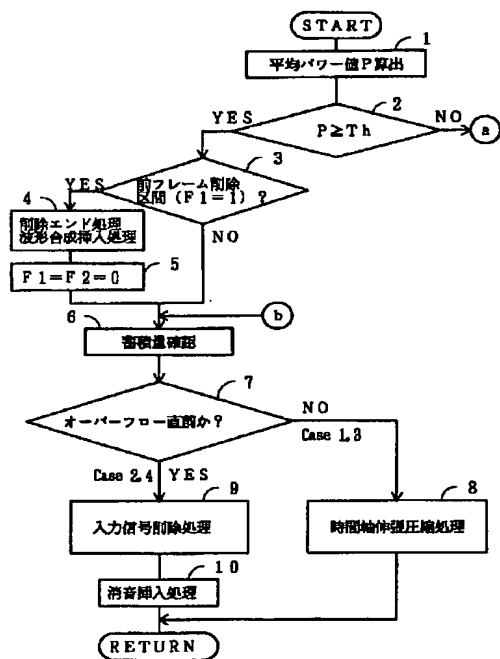 START
1
平均パワー値P算出
2
YES
NO
P≧Th
a
3
YES
前フレーム削除
区間(F1=1)?
4
削除エンド処理
波形合成挿入処理
NO
5
F1=F2=0
b
6
蓄積量確認
7
オーバーフロー直前か?
NO
Case 1,3
Case 2,4 YES
9
8
入力信号削除処理
時間軸伸張圧縮処理
10
消音挿入処理
RETURN